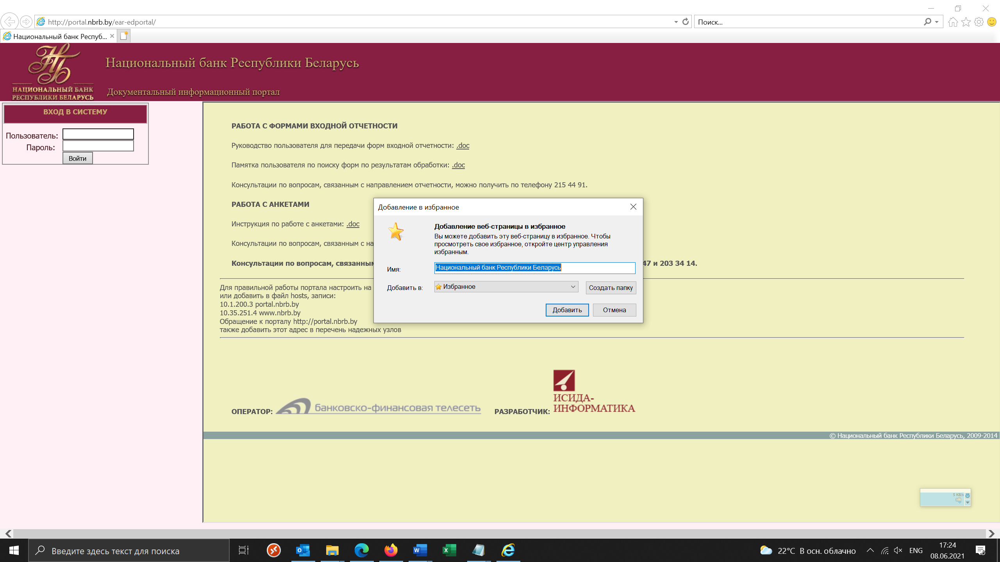 http://portal.nbrb.by/ear-edportal/
Поиск...
Национальный банк Респуб...
НАЦИОНАЛЬНЫЙ БАНК
РЕСПУБЛИКИ БЕЛАРУСЬ
Национальный банк Республики Беларусь
Документальный информационный портал
ВХОД В СИСТЕМУ
Пользователь:
Пароль:
Войти
РАБОТА С ФОРМАМИ ВХОДНОЙ ОТЧЕТНОСТИ
Руководство пользователя для передачи форм входной отчетности: .doc
Памятка пользователя по поиску форм по результатам обработки: .doc
Консультации по вопросам, связанным с направлением отчетности, можно получить по телефону 215 44 91.
РАБОТА С АНКЕТАМИ
Инструкция по работе с анкетами: .doc
Консультации по вопросам, связанным с на
Консультации по вопросам, связанным
47 и 203 34 14.
Для правильной работы портала настроить на
или добавить в файл hosts, записи:
10.1.200.3 portal.nbrb.by
10.35.251.4 www.nbrb.by
Обращение к порталу http://portal.nbrb.by
также добавить этот адрес в перечень надежных узлов
Добавление в избранное
Добавление веб-страницы в избранное
Вы можете добавить эту веб-страницу в избранное. Чтобы
просмотреть свое избранное, откройте центр управления
избранным.
Имя:
Национальный банк Республики Беларусь
Добавить в:
Избранное
Создать папку
Добавить
Отмена
ОПЕРАТОР:
банковско-финансовая телесеть
РАЗРАБОТЧИК:
ИСИДА-
ИНФОРМАТИКА
© Национальный банк Республики Беларусь, 2009-2014
5 KB/s
Введите здесь текст для поиска
22°C В осн. облачно
ENG
17:24
08.06.2021